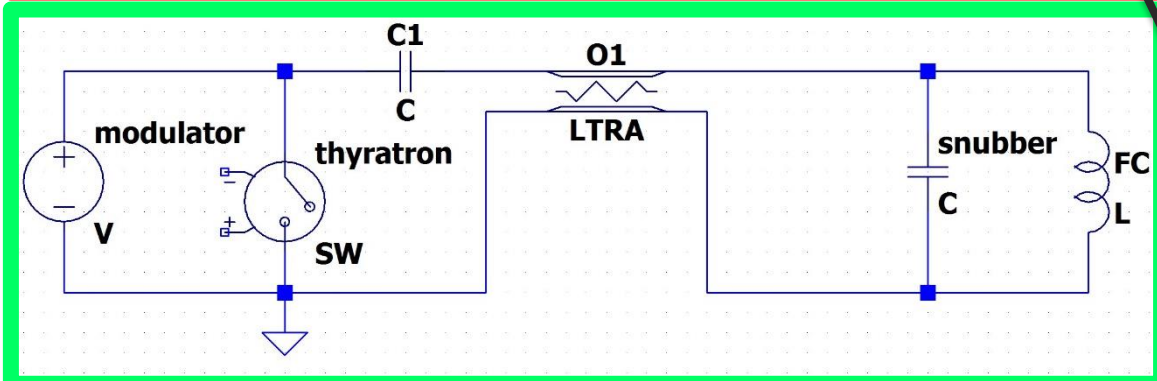 C1
O1
C
LTRA
modulator
thyratron
snubber
FC
+
−
−
+
C
L
V
SW